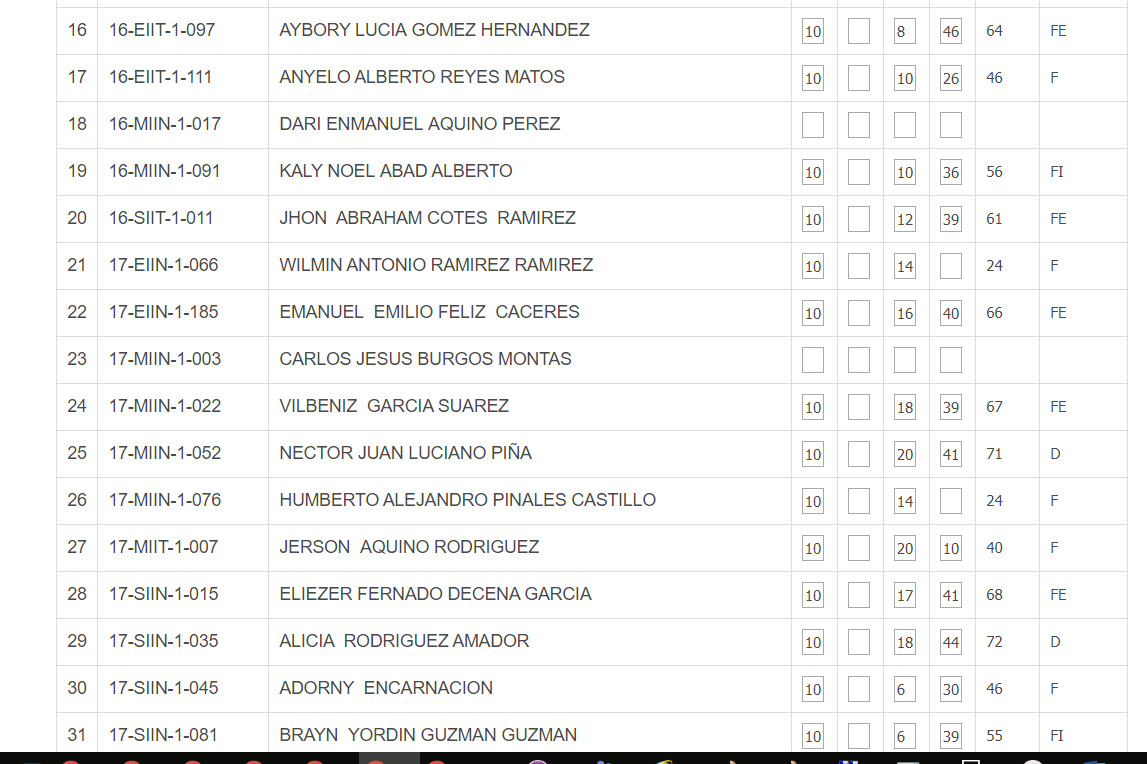 16 16-EIIT-1-097 AYBORY LUCIA GOMEZ HERNANDEZ 10 8 46 64 FE
17 16-EIIT-1-111 ANYELO ALBERTO REYES MATOS 10 10 26 46 F
18 16-MIIN-1-017 DARI ENMANUEL AQUINO PEREZ
19 16-MIIN-1-091 KALY NOEL ABAD ALBERTO 10 10 36 56 FI
20 16-SIIT-1-011 JHON ABRAHAM COTES RAMIREZ 10 12 39 61 FE
21 17-EIIN-1-066 WILMIN ANTONIO RAMIREZ RAMIREZ 10 14 24 F
22 17-EIIN-1-185 EMANUEL EMILIO FELIZ CACERES 10 16 40 66 FE
23 17-MIIN-1-003 CARLOS JESUS BURGOS MONTAS
24 17-MIIN-1-022 VILBENIZ GARCIA SUAREZ 10 18 39 67 FE
25 17-MIIN-1-052 NECTOR JUAN LUCIANO PIÑA 10 20 41 71 D
26 17-MIIN-1-076 HUMBERTO ALEJANDRO PINALES CASTILLO 10 14 24 F
27 17-MIIT-1-007 JERSON AQUINO RODRIGUEZ 10 20 10 40 F
28 17-SIIN-1-015 ELIEZER FERNADO DECENA GARCIA 10 17 41 68 FE
29 17-SIIN-1-035 ALICIA RODRIGUEZ AMADOR 10 18 44 72 D
30 17-SIIN-1-045 ADORNY ENCARNACION 10 6 30 46 F
31 17-SIIN-1-081 BRAYN YORDIN GUZMAN GUZMAN 10 6 39 55 FI